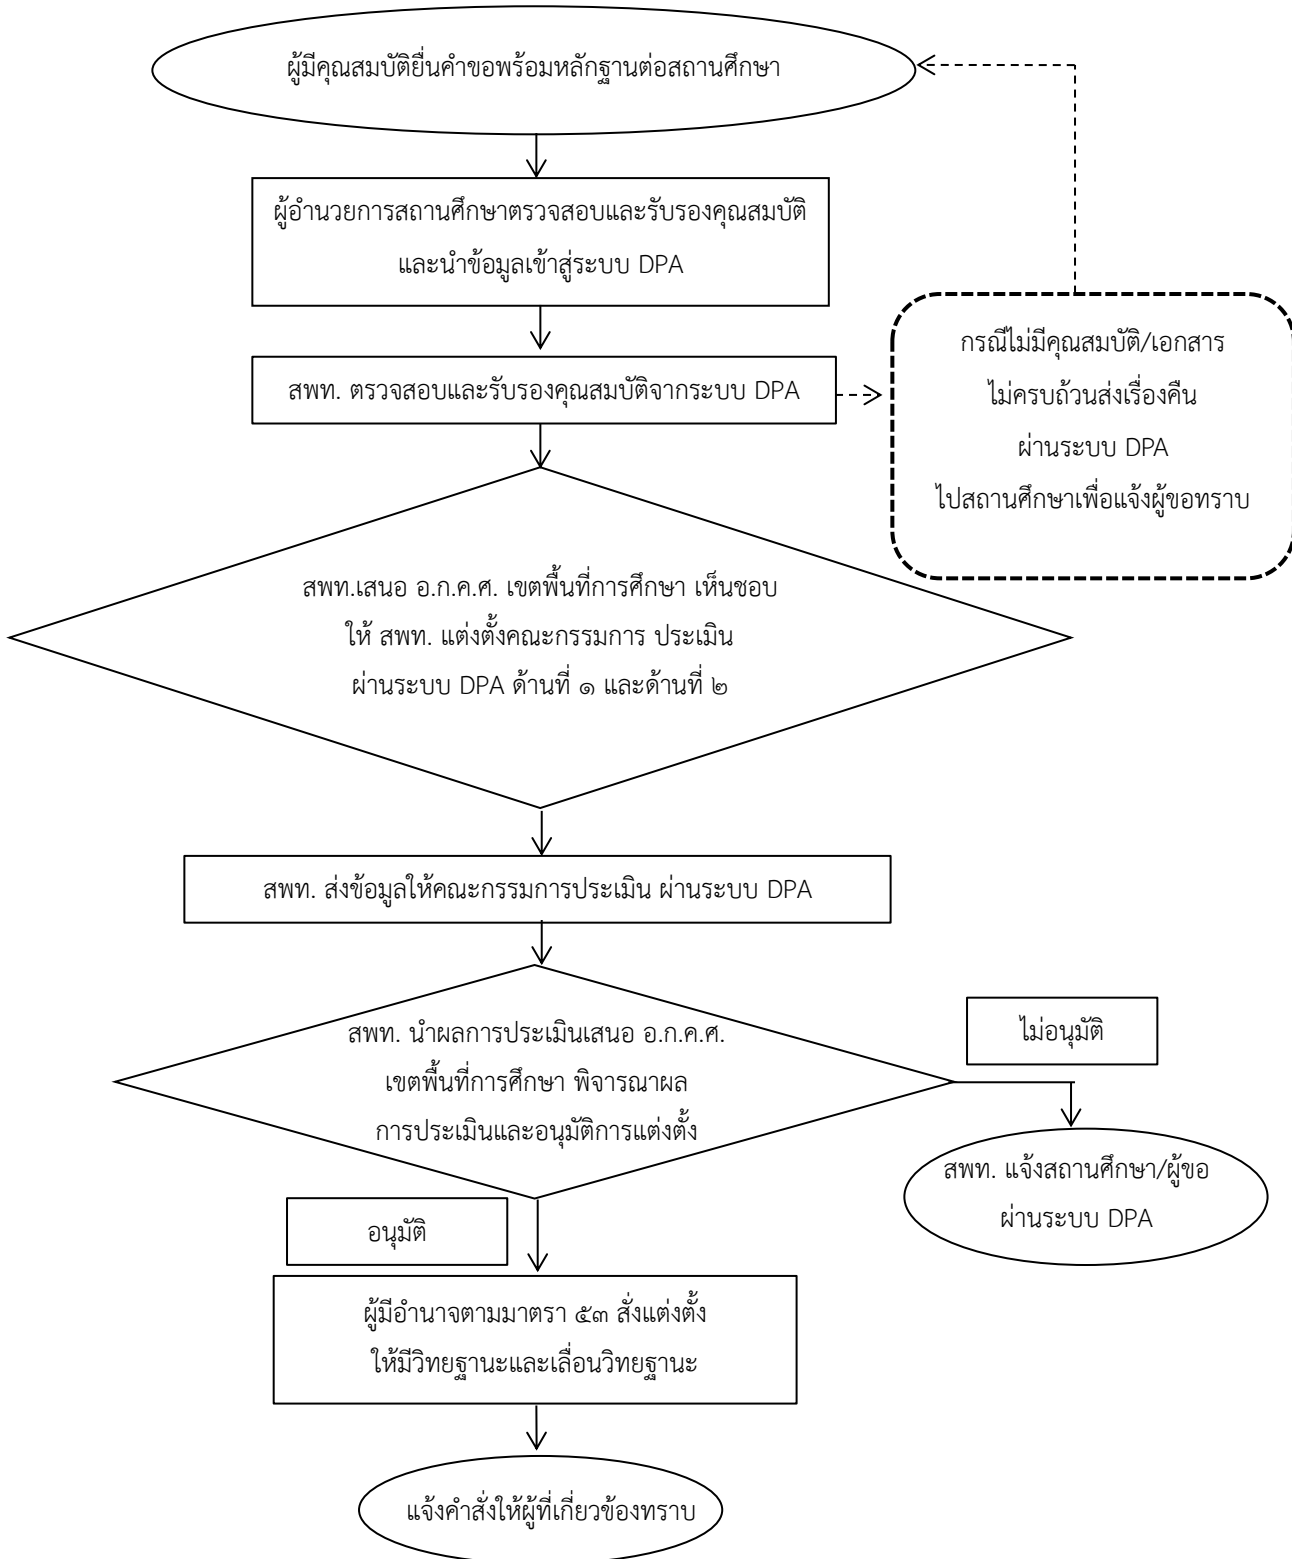 ผู้มีคุณสมบัติยื่นคำขอพร้อมหลักฐานต่อสถานศึกษา
ผู้อำนวยการสถานศึกษาตรวจสอบและรับรองคุณสมบัติ
และนำข้อมูลเข้าสู่ระบบ DPA
สพท. ตรวจสอบและรับรองคุณสมบัติจากระบบ DPA
กรณีไม่มีคุณสมบัติ/เอกสาร
ไม่ครบถ้วนส่งเรื่องคืน
ผ่านระบบ DPA
ไปสถานศึกษาเพื่อแจ้งผู้ขอทราบ
สพท.เสนอ อ.ก.ค.ศ. เขตพื้นที่การศึกษา เห็นชอบ
ให้ สพท. แต่งตั้งคณะกรรมการ ประเมิน
ผ่านระบบ DPA ด้านที่ ๑ และด้านที่ ๒
สพท. ส่งข้อมูลให้คณะกรรมการประเมิน ผ่านระบบ DPA
สพท. นำผลการประเมินเสนอ อ.ก.ค.ศ.
เขตพื้นที่การศึกษา พิจารณาผล
การประเมินและอนุมัติการแต่งตั้ง
ไม่อนุมัติ
สพท. แจ้งสถานศึกษา/ผู้ขอ
ผ่านระบบ DPA
อนุมัติ
ผู้มีอำนาจตามมาตรา ๕๓ สั่งแต่งตั้ง
ให้มีวิทยฐานะและเลื่อนวิทยฐานะ
แจ้งคำสั่งให้ผู้ที่เกี่ยวข้องทราบ